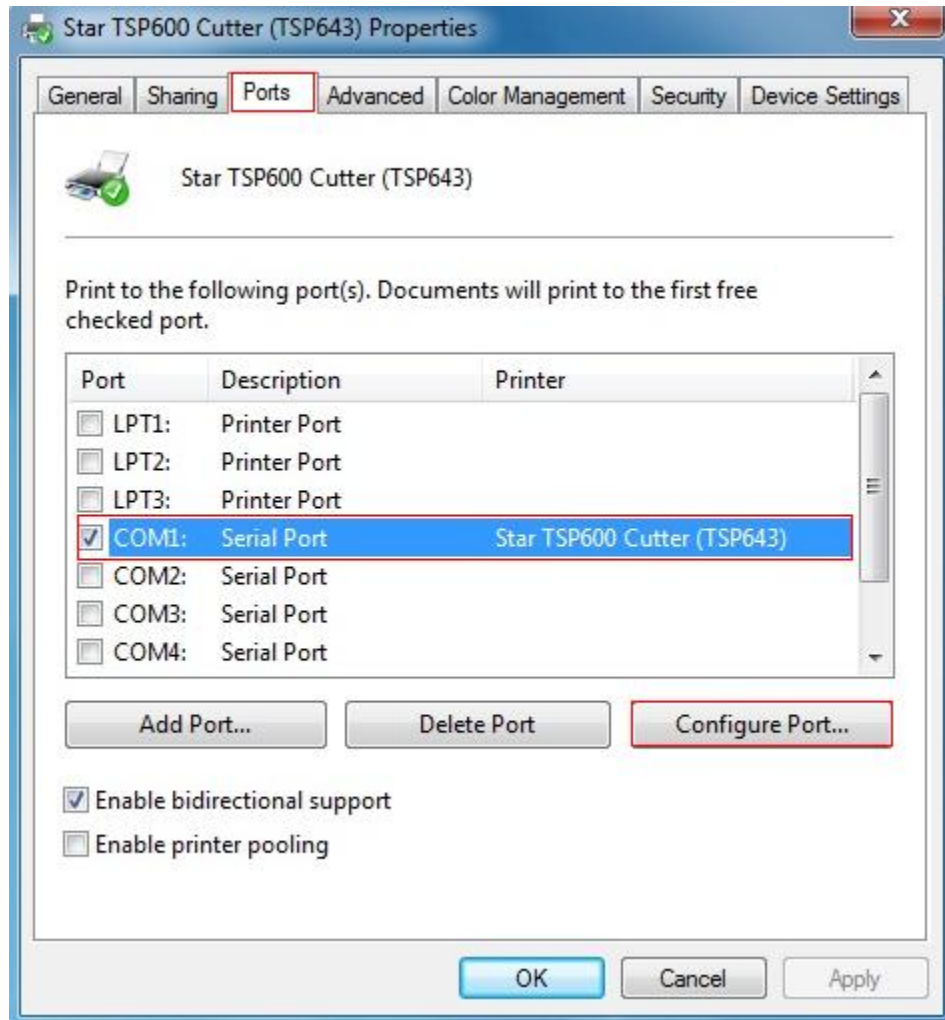 Star TSP600 Cutter (TSP643) Properties
General Sharing Ports Advanced Color Management Security Device Settings
Star TSP600 Cutter (TSP643)
Print to the following port(s). Documents will print to the first free
checked port.
Port Description Printer
LPT1: Printer Port
LPT2: Printer Port
LPT3: Printer Port
COM1: Serial Port Star TSP600 Cutter (TSP643)
COM2: Serial Port
COM3: Serial Port
COM4: Serial Port
Add Port... Delete Port Configure Port...
Enable bidirectional support
Enable printer pooling
OK Cancel Apply